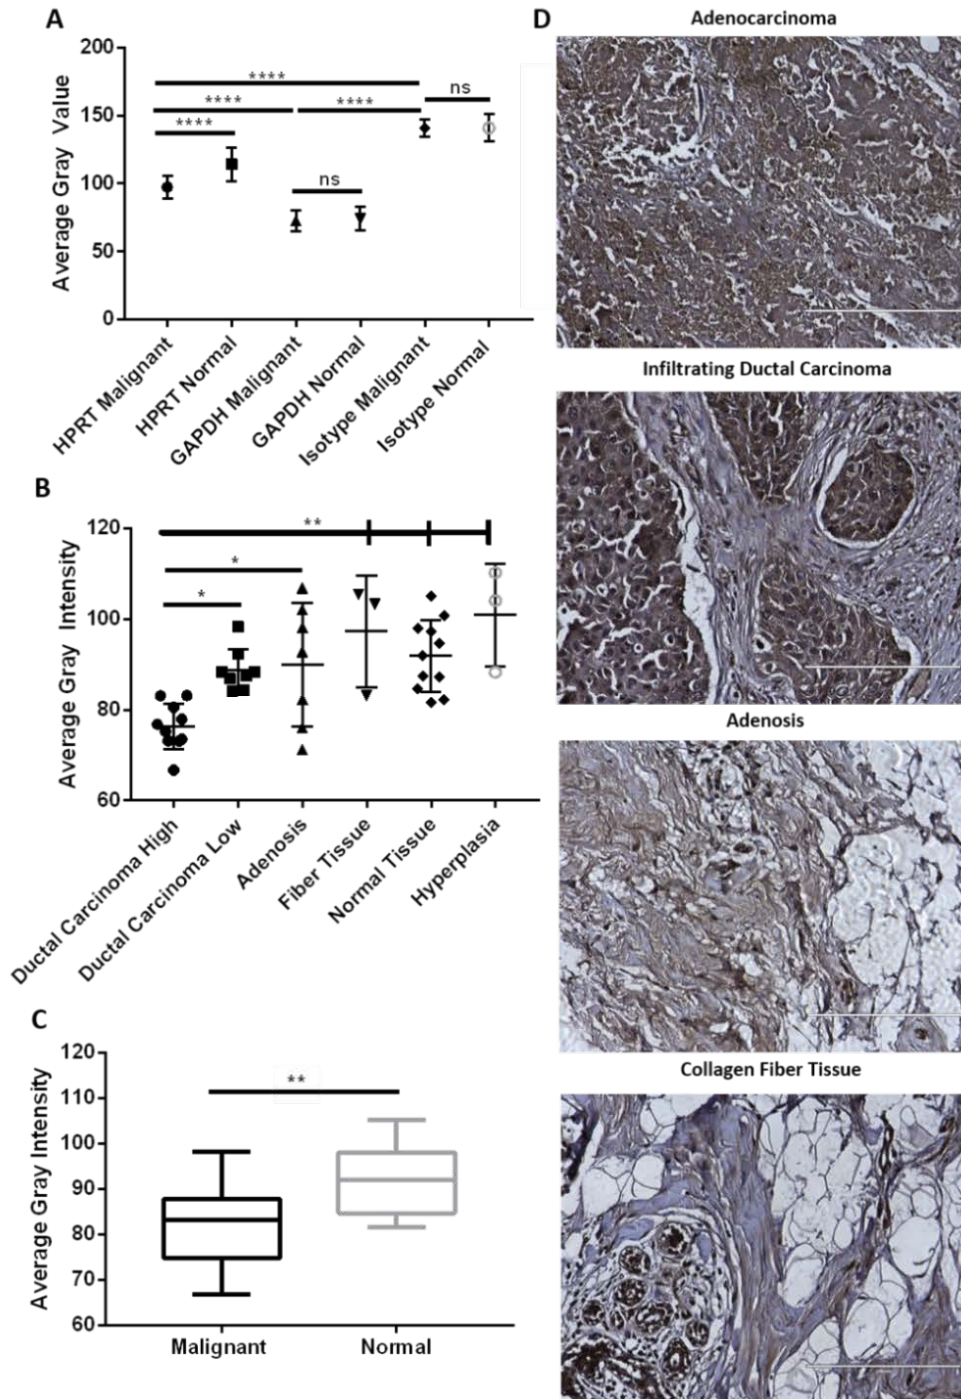 A
Average Gray Value
200
150
100
50
0
****
****
****
****
ns
ns
HPRT Malignant
HPRT Normal
GAPDH Malignant
GAPDH Normal
Isotype Malignant
Isotype Normal
B
Average Gray Intensity
120
100
80
60
**
*
*
Ductal Carcinoma High
Ductal Carcinoma Low
Adenosis
Fiber Tissue
Normal Tissue
Hyperplasia
C
Average Gray Intensity
120
110
100
90
80
70
60
**
Malignant
Normal
D
Adenocarcinoma
Infiltrating Ductal Carcinoma
Adenosis
Collagen Fiber Tissue